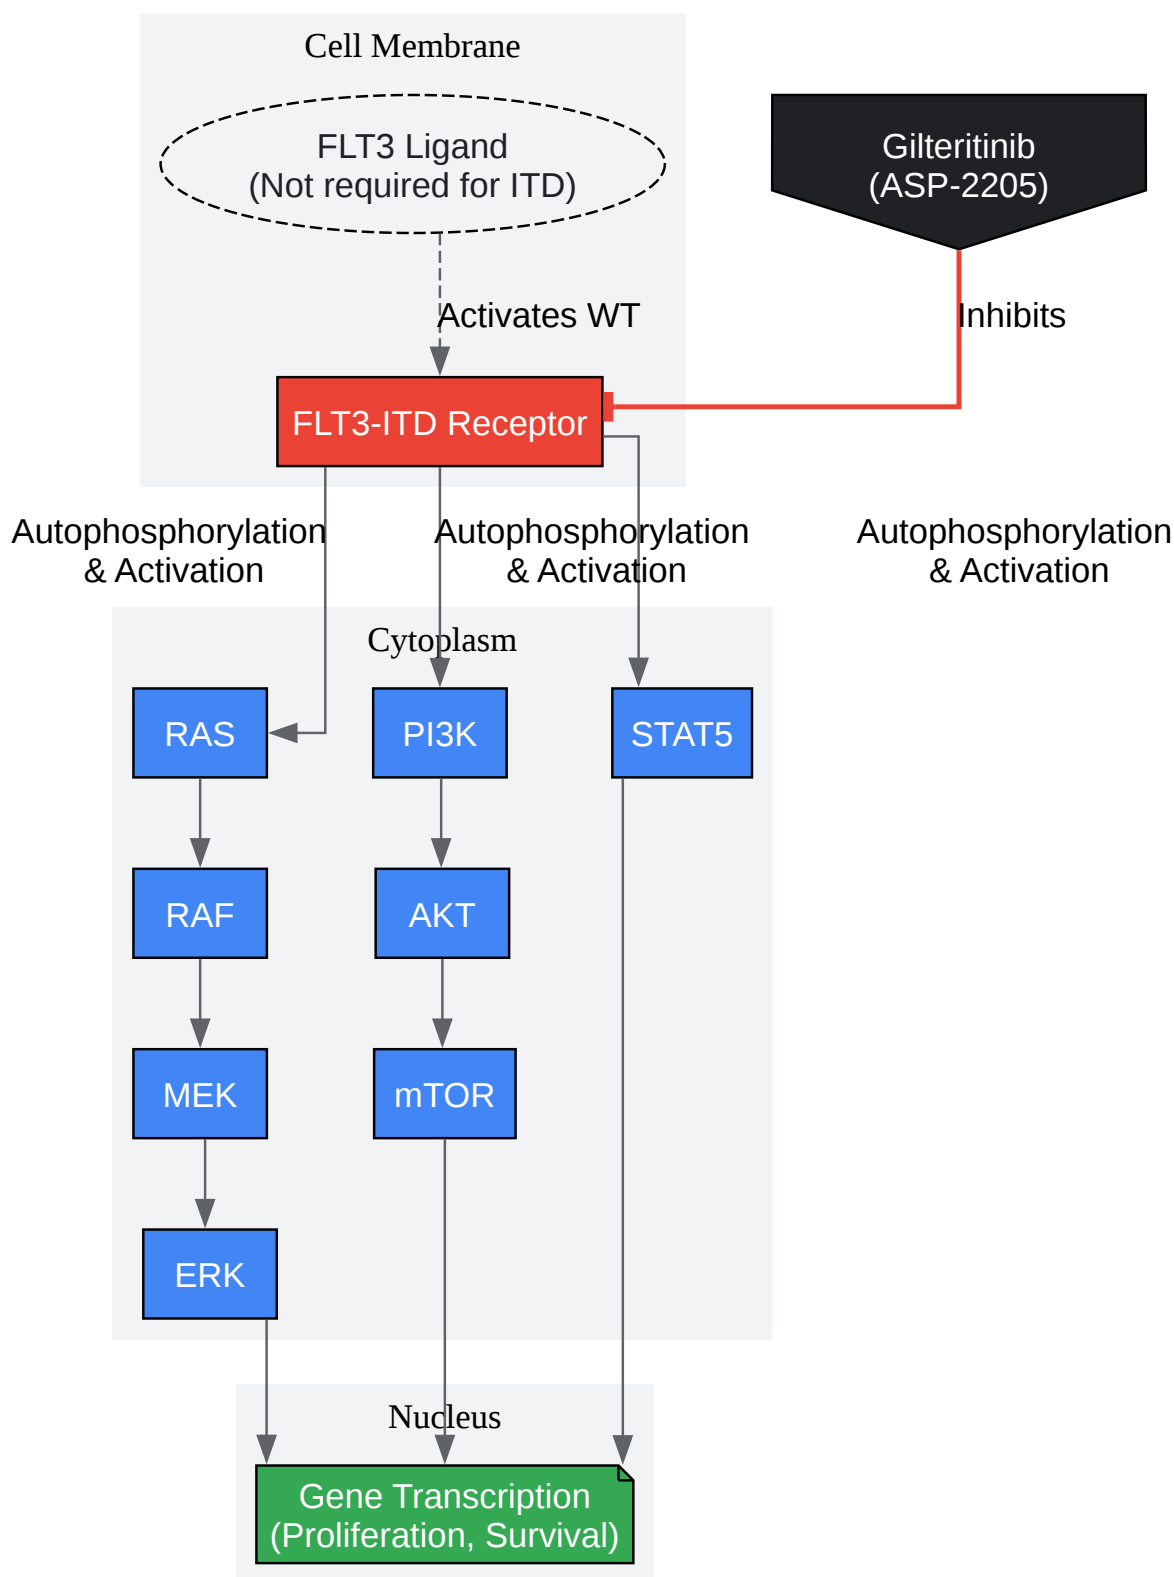 Cell Membrane
FLT3 Ligand
(Not required for ITD)
Gilteritinib
(ASP-2205)
Activates WT
Inhibits
FLT3-ITD Receptor
Autophosphorylation
& Activation
Autophosphorylation
& Activation
Autophosphorylation
& Activation
Cytoplasm
RAS
PI3K
STAT5
RAF
AKT
MEK
mTOR
ERK
Nucleus
Gene Transcription
(Proliferation, Survival)